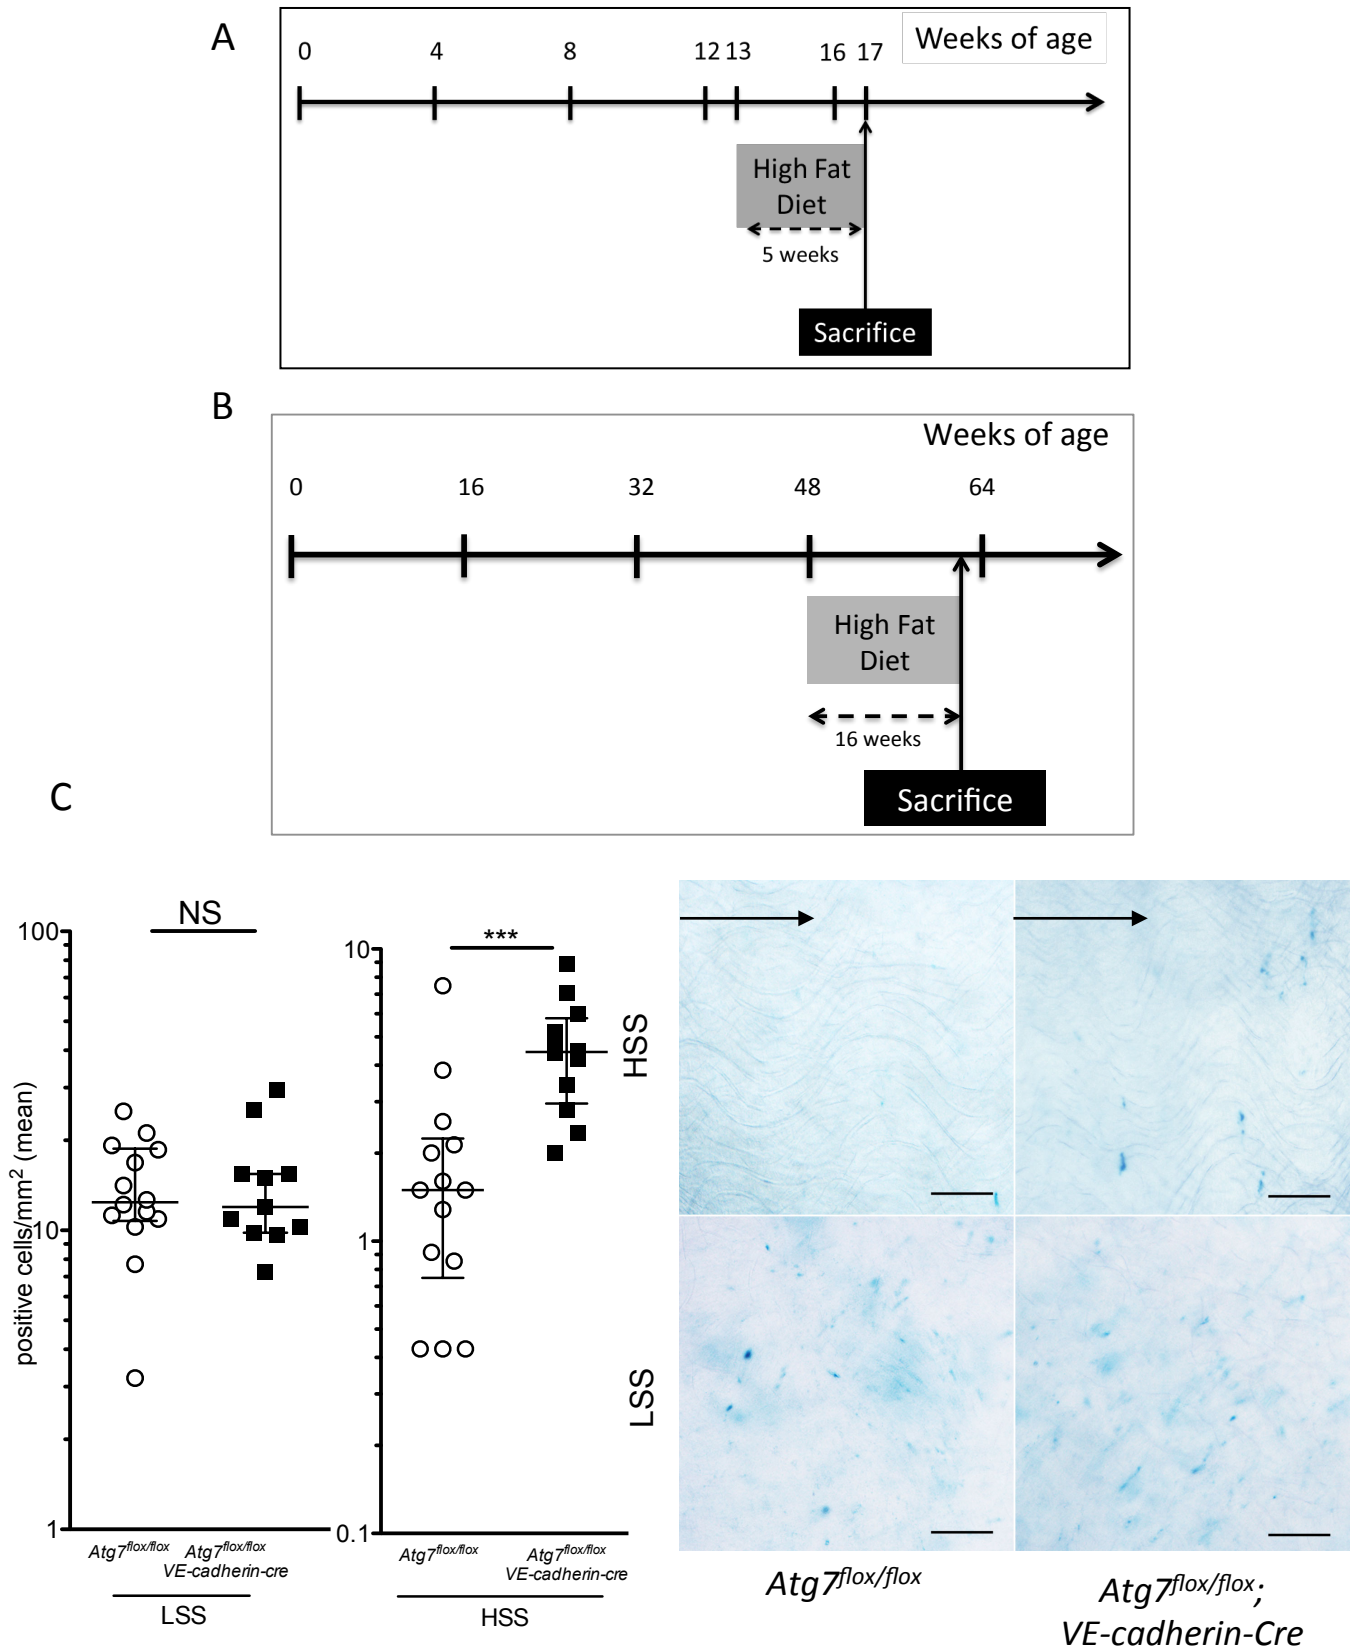 A
Weeks of age
0 4 8 12 13 16 17
High Fat
Diet
5 weeks
Sacrifice
B
Weeks of age
0 16 32 48 64
High Fat
Diet
16 weeks
Sacrifice
C
positive cells/mm² (mean)
100
10
1
NS
Atg7flox/flox
Atg7flox/flox
VE-cadherin-cre
LSS
10
1
0.1
***
Atg7flox/flox
Atg7flox/flox
VE-cadherin-cre
HSS
HSS
LSS
Atg7flox/flox
Atg7flox/flox;
VE-cadherin-Cre